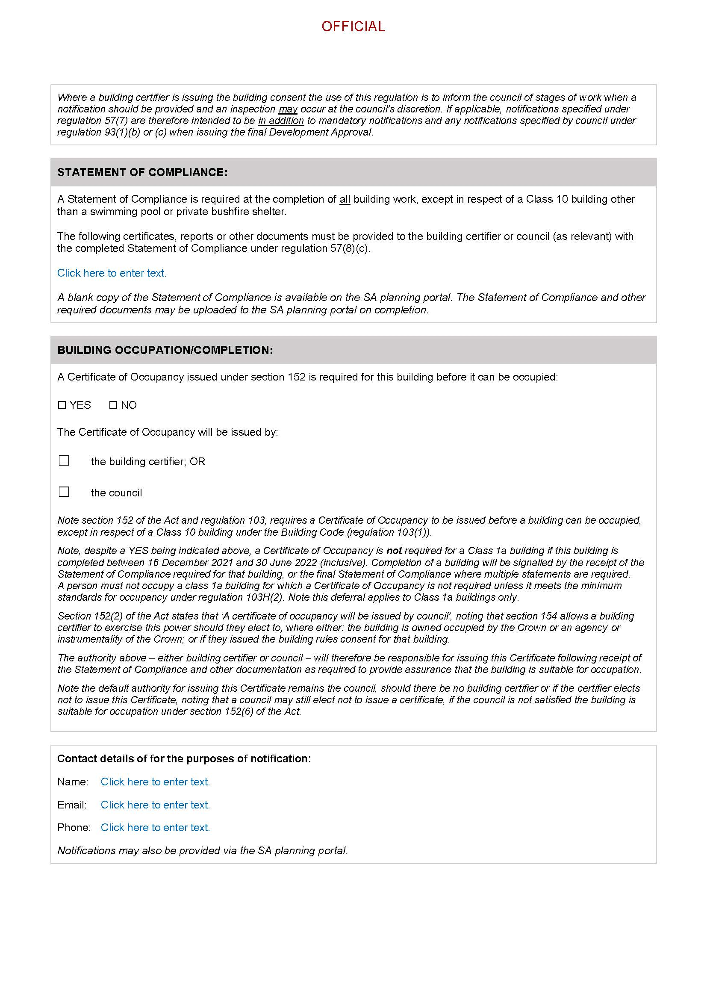 OFFICIAL
Where a building certifier is issuing the building consent the use of this regulation is to inform the council of stages of work when a
notification should be provided and an inspection may occur at the council's discretion. If applicable, notifications specified under
regulation 57(7) are therefore intended to be in addition to mandatory notifications and any notifications specified by council under
regulation 93(1)(b) or (c) when issuing the final Development Approval.
STATEMENT OF COMPLIANCE:
A Statement of Compliance is required at the completion of all building work, except in respect of a Class 10 building other
than a swimming pool or private bushfire shelter.
The following certificates, reports or other documents must be provided to the building certifier or council (as relevant) with
the completed Statement of Compliance under regulation 57(8)(c).
Click here to enter text.
A blank copy of the Statement of Compliance is available on the SA planning portal. The Statement of Compliance and other
required documents may be uploaded to the SA planning portal on completion.
BUILDING OCCUPATION/COMPLETION:
A Certificate of Occupancy issued under section 152 is required for this building before it can be occupied:
☐ YES ☐ NO
The Certificate of Occupancy will be issued by:
☐ the building certifier; OR
☐ the council
Note section 152 of the Act and regulation 103, requires a Certificate of Occupancy to be issued before a building can be occupied,
except in respect of a Class 10 building under the Building Code (regulation 103(1)).
Note, despite a YES being indicated above, a Certificate of Occupancy is not required for a Class 1a building if this building is
completed between 16 December 2021 and 30 June 2022 (inclusive). Completion of a building will be signalled by the receipt of the
Statement of Compliance required for that building, or the final Statement of Compliance where multiple statements are required.
A person must not occupy a class 1a building for which a Certificate of Occupancy is not required unless it meets the minimum
standards for occupancy under regulation 103H(2). Note this deferral applies to Class 1a buildings only.
Section 152(2) of the Act states that ‘A certificate of occupancy will be issued by council’, noting that section 154 allows a building
certifier to exercise this power should they elect to, where either: the building is owned occupied by the Crown or an agency or
instrumentality of the Crown; or if they issued the building rules consent for that building.
The authority above – either building certifier or council – will therefore be responsible for issuing this Certificate following receipt of
the Statement of Compliance and other documentation as required to provide assurance that the building is suitable for occupation.
Note the default authority for issuing this Certificate remains the council, should there be no building certifier or if the certifier elects
not to issue this Certificate, noting that a council may still elect not to issue a certificate, if the council is not satisfied the building is
suitable for occupation under section 152(6) of the Act.
Contact details of for the purposes of notification:
Name: Click here to enter text.
Email: Click here to enter text.
Phone: Click here to enter text.
Notifications may also be provided via the SA planning portal.